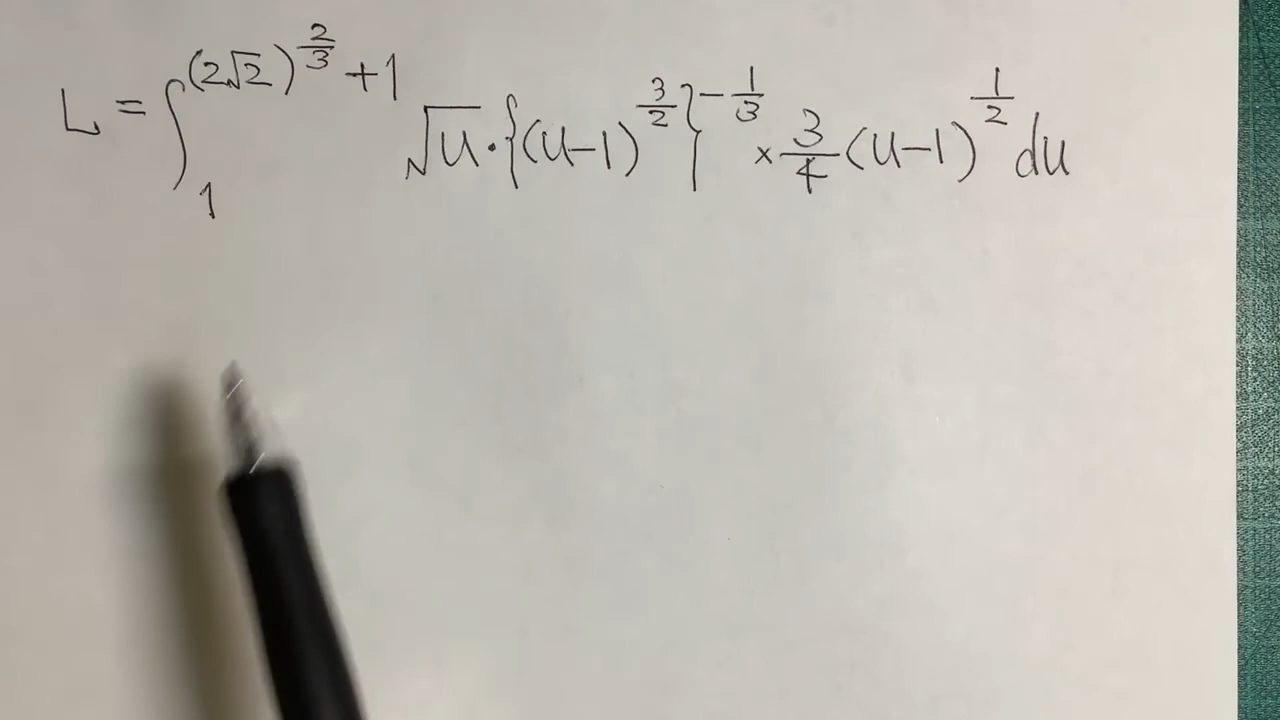 L = ∫_1^{(2√2)^{2/3}+1} √u·{(u-1)^{3/2}}^{-1/3} × 3/4 (u-1)^{1/2} du